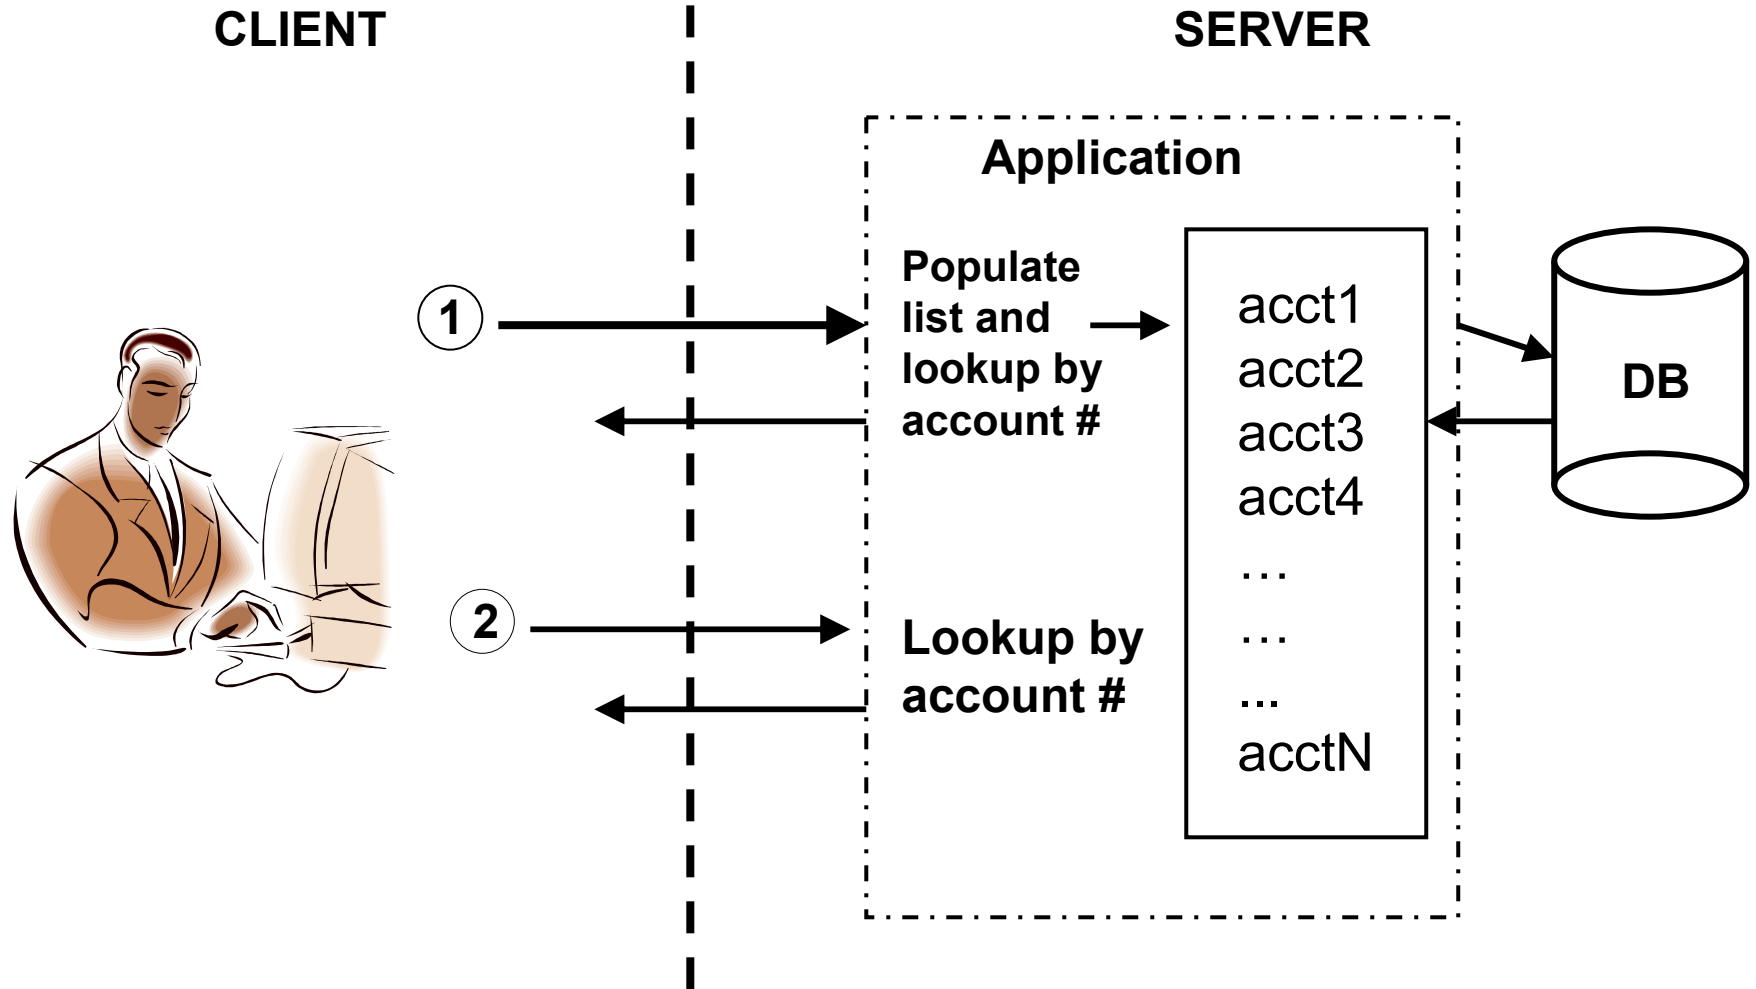 CLIENT
SERVER
Application
Populate
list and
lookup by
account #
1
acct1
acct2
acct3
acct4
…
…
...
acctN
DB
2
Lookup by
account #